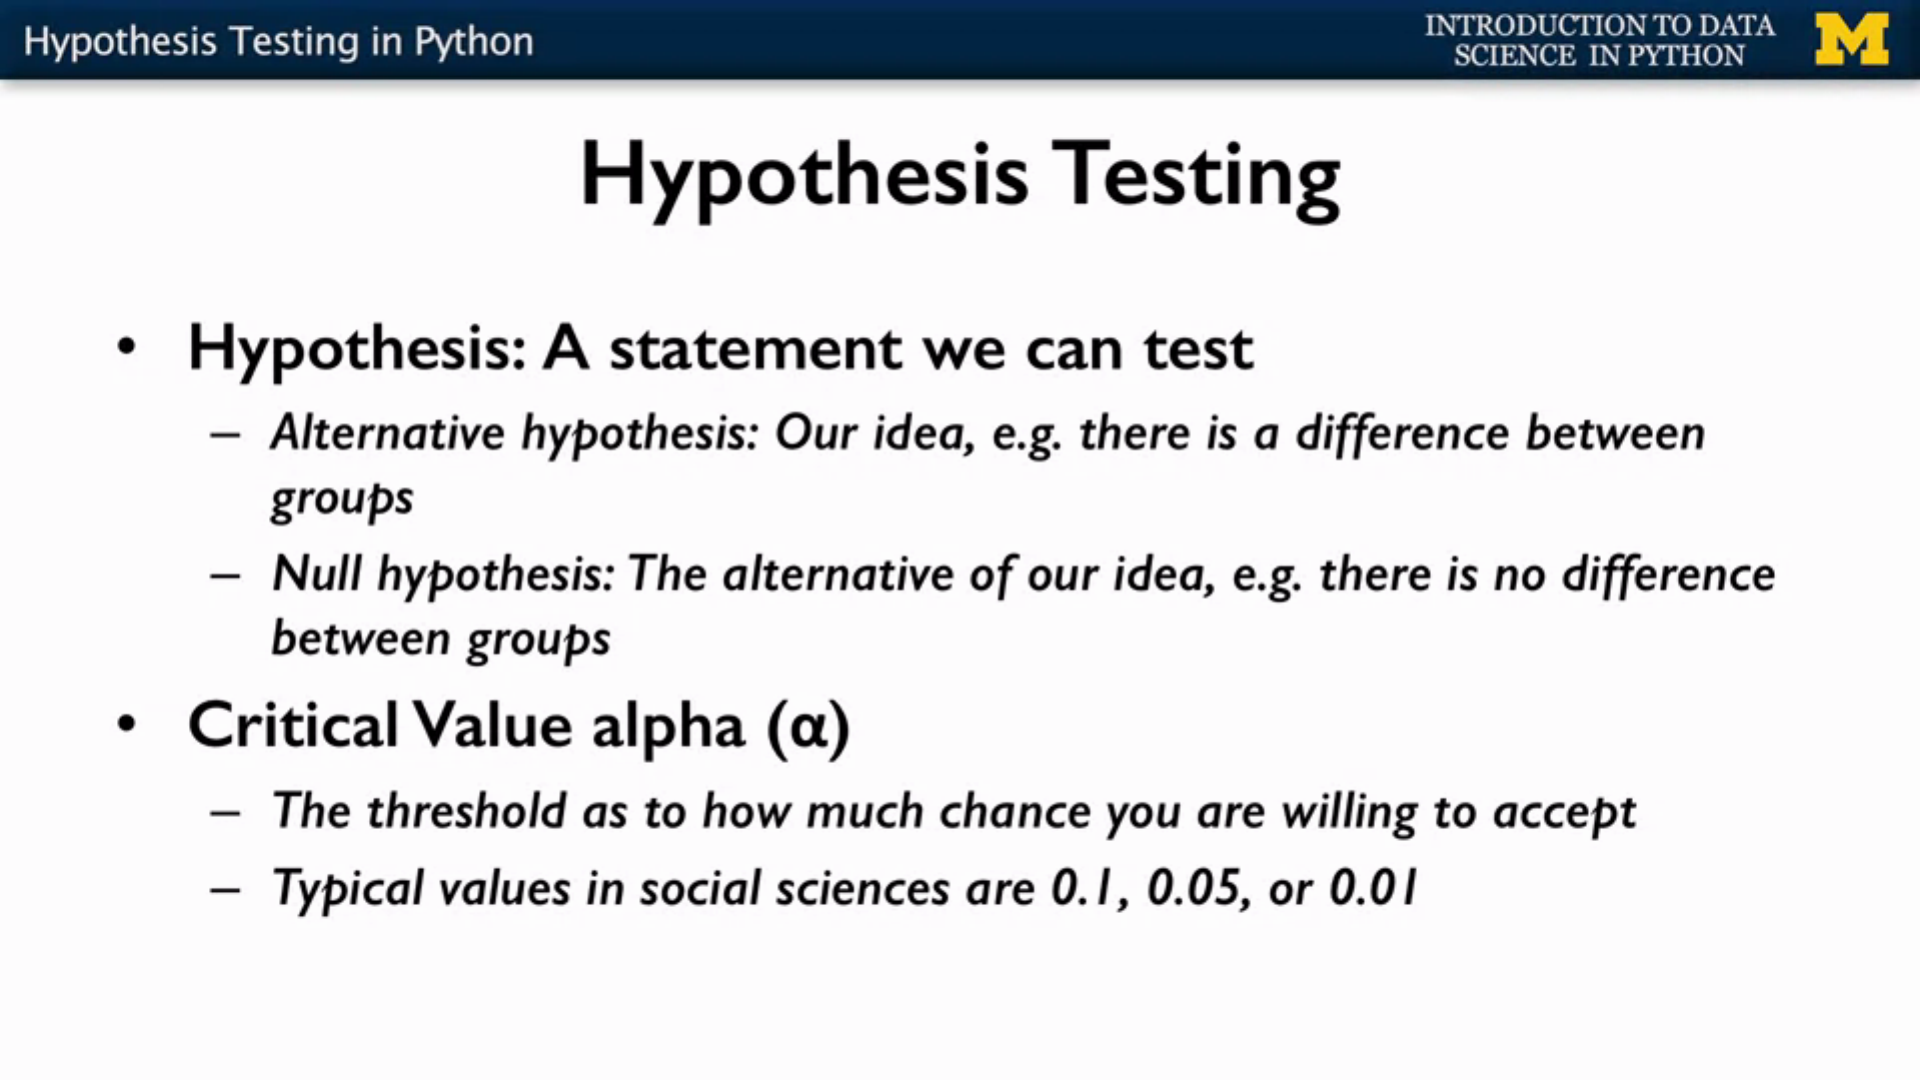 Hypothesis Testing in Python
INTRODUCTION TO DATA
SCIENCE IN PYTHON
M
Hypothesis Testing
• Hypothesis: A statement we can test
– Alternative hypothesis: Our idea, e.g. there is a difference between
groups
– Null hypothesis: The alternative of our idea, e.g. there is no difference
between groups
• Critical Value alpha (α)
– The threshold as to how much chance you are willing to accept
– Typical values in social sciences are 0.1, 0.05, or 0.01